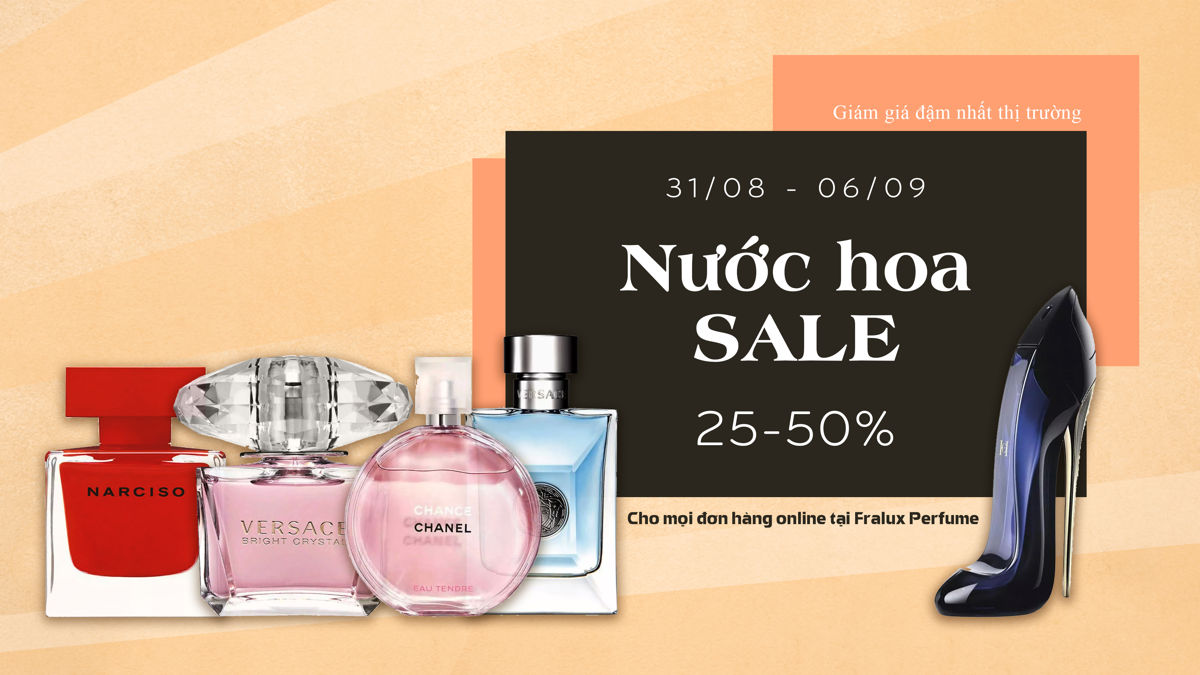 Giám giá đậm nhất thị trường
31/08 - 06/09
Nước hoa
SALE
25-50%
Cho mọi đơn hàng online tại Fralux Perfume
NARCISO
VERSACE
BRIGHT CRYSTAL
CHANCE
CHANEL
EAU TENDRE
VERSACE